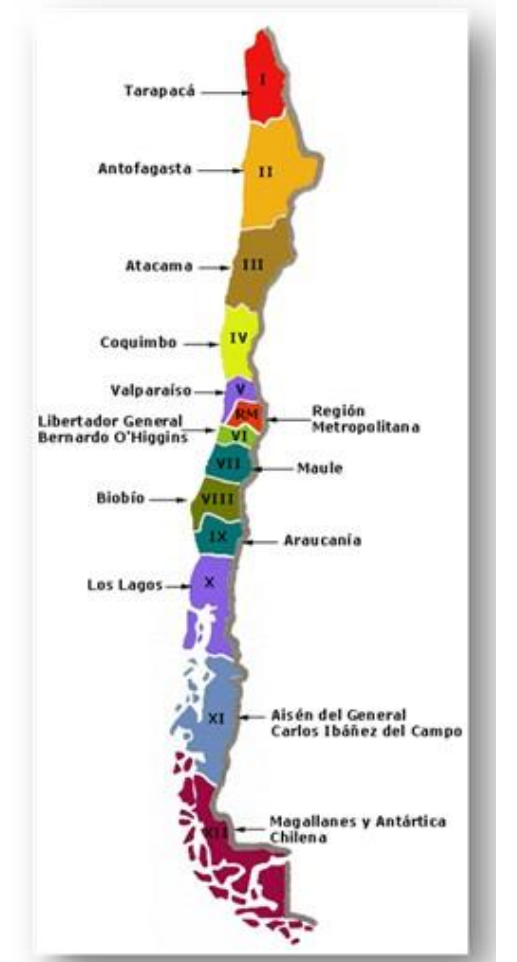 I
Tarapacá
II
Antofagasta
III
Atacama
IV
Coquimbo
V
Valparaíso
RM
Región
Metropolitana
Libertador General
Bernardo O'Higgins
VI
VII
Maule
Biobío
VIII
IX
Araucanía
X
Los Lagos
XI
Aisén del General
Carlos Ibáñez del Campo
XII
Magallanes y Antártica
Chilena